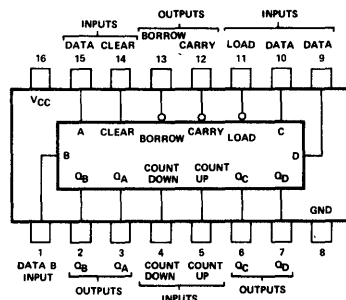 INPUTS OUTPUTS INPUTS
BORROW
DATA CLEAR CARRY LOAD DATA DATA
16 15 14 13 12 11 10 9
VCC
A CLEAR BORROW CARRY LOAD C
B D
QB QA COUNT DOWN COUNT UP QC QD
GND
1 2 3 4 5 6 7 8
DATA B QB QA COUNT COUNT QC QD
INPUT DOWN UP
OUTPUTS INPUTS OUTPUTS